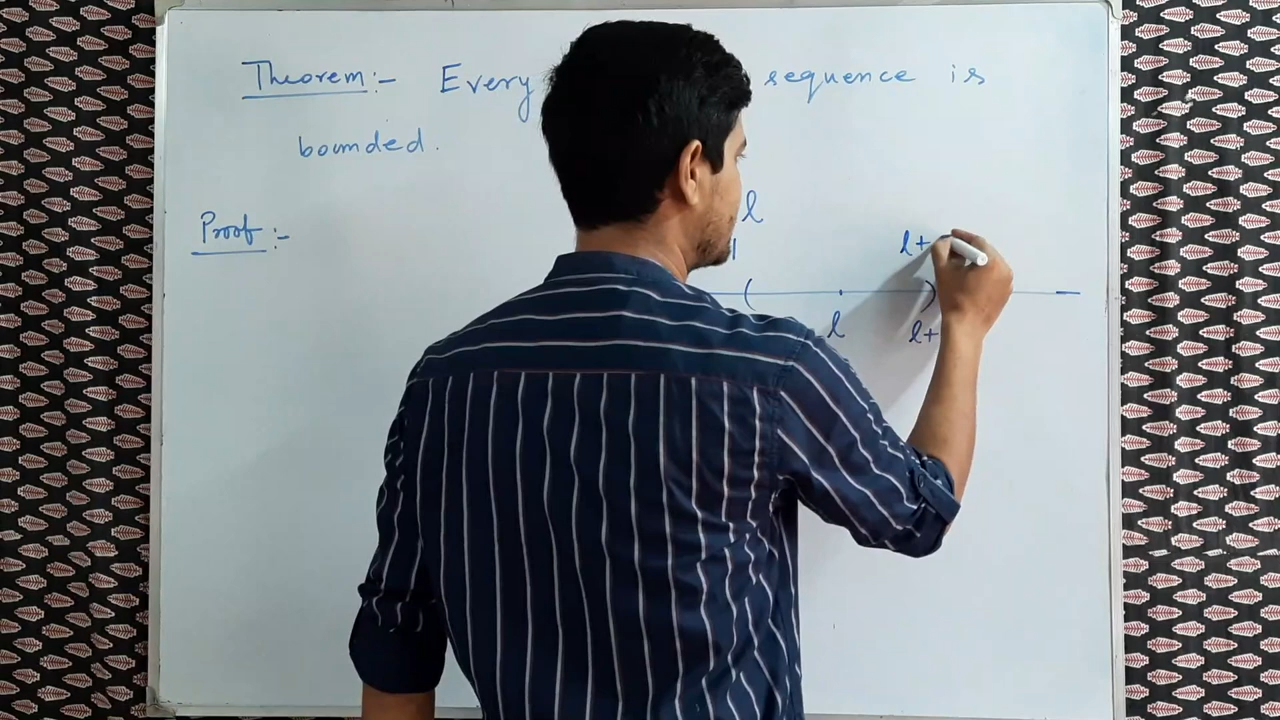 Theorem :- Every sequence is
bounded.
l
Proof :-
l+
l l+